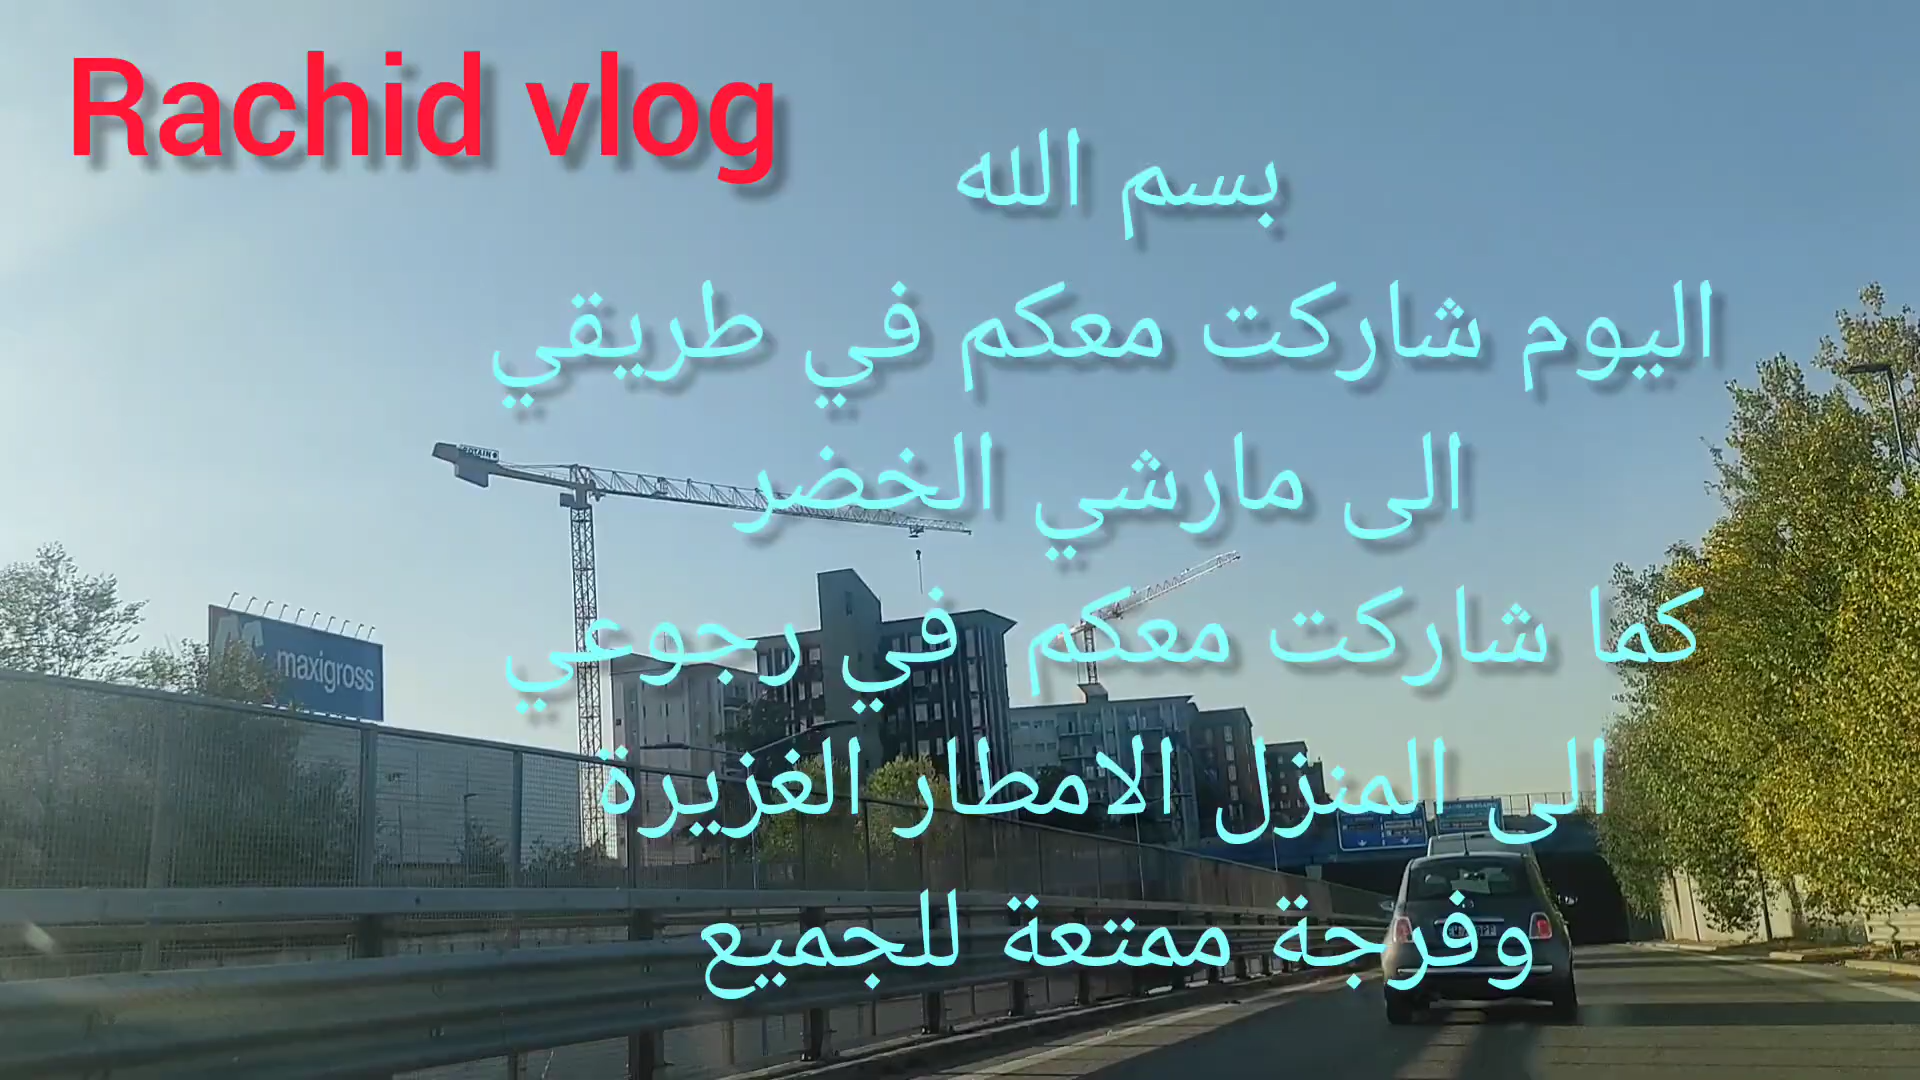 Rachid vlog
بسم الله
اليوم شاركت معكم في طريقي
الى مارشي الخضر
كما شاركت معكم في رجوعي
الى المنزل الامطار الغزيرة
وفرجة ممتعة للجميع
POTAIN
maxigross